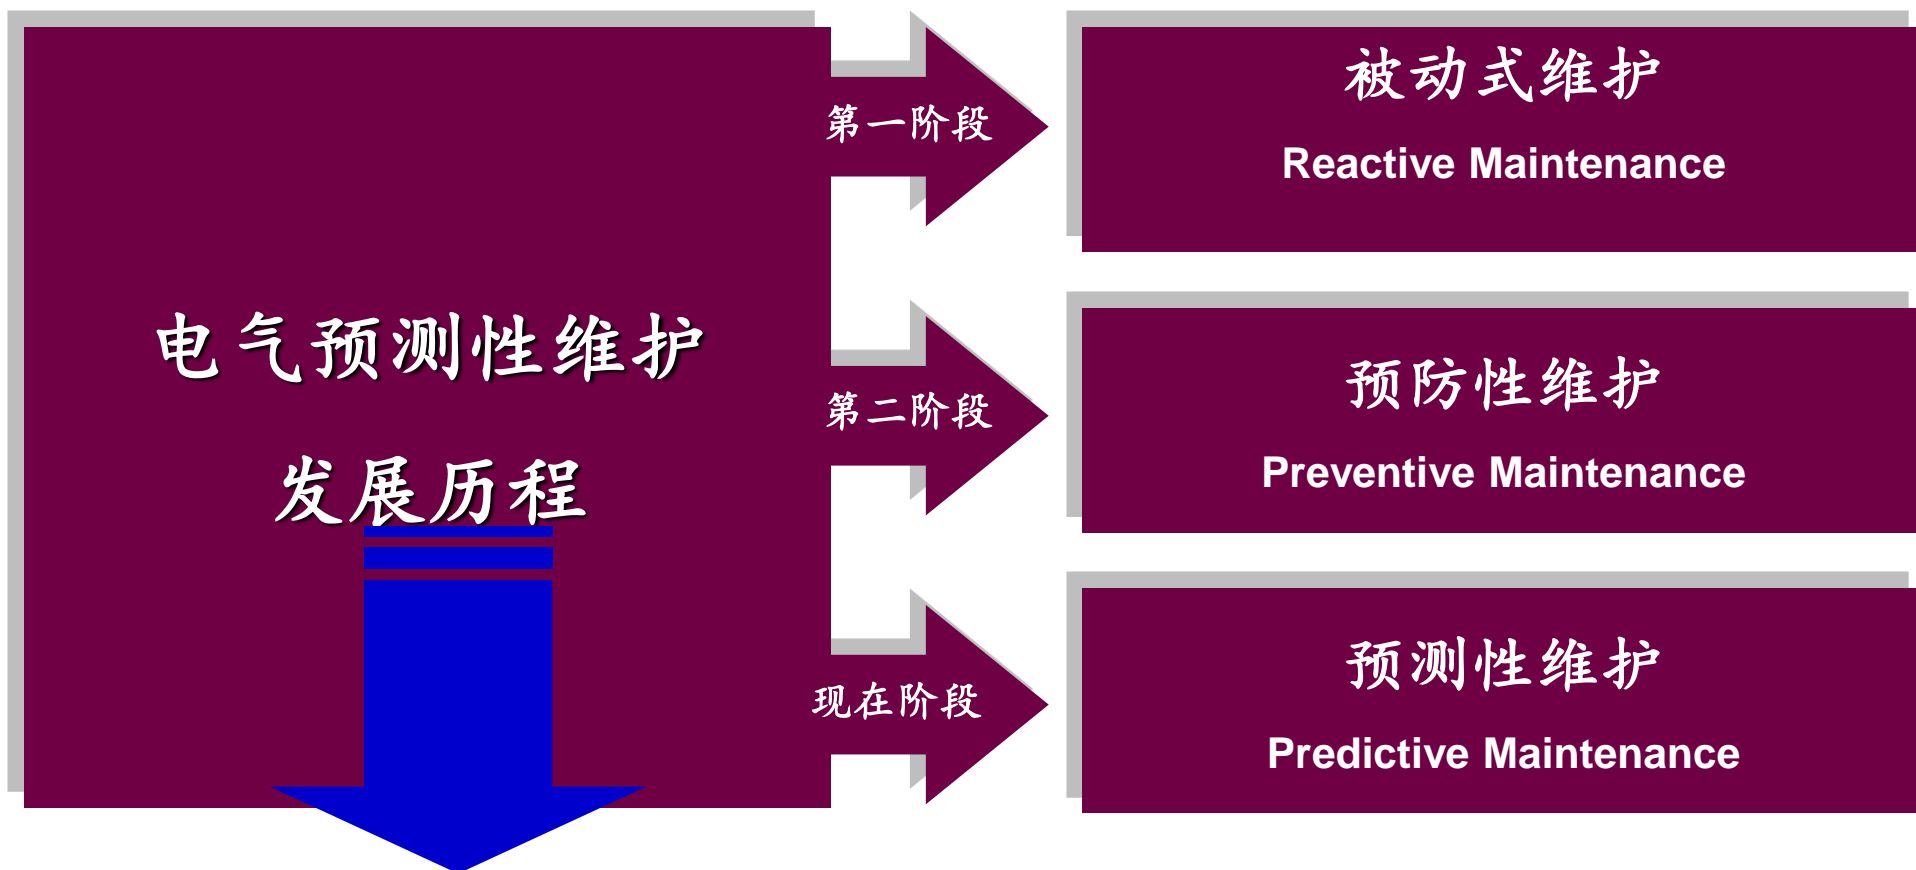 电气预测性维护
发展历程
第一阶段
被动式维护
Reactive Maintenance
第二阶段
预防性维护
Preventive Maintenance
现在阶段
预测性维护
Predictive Maintenance